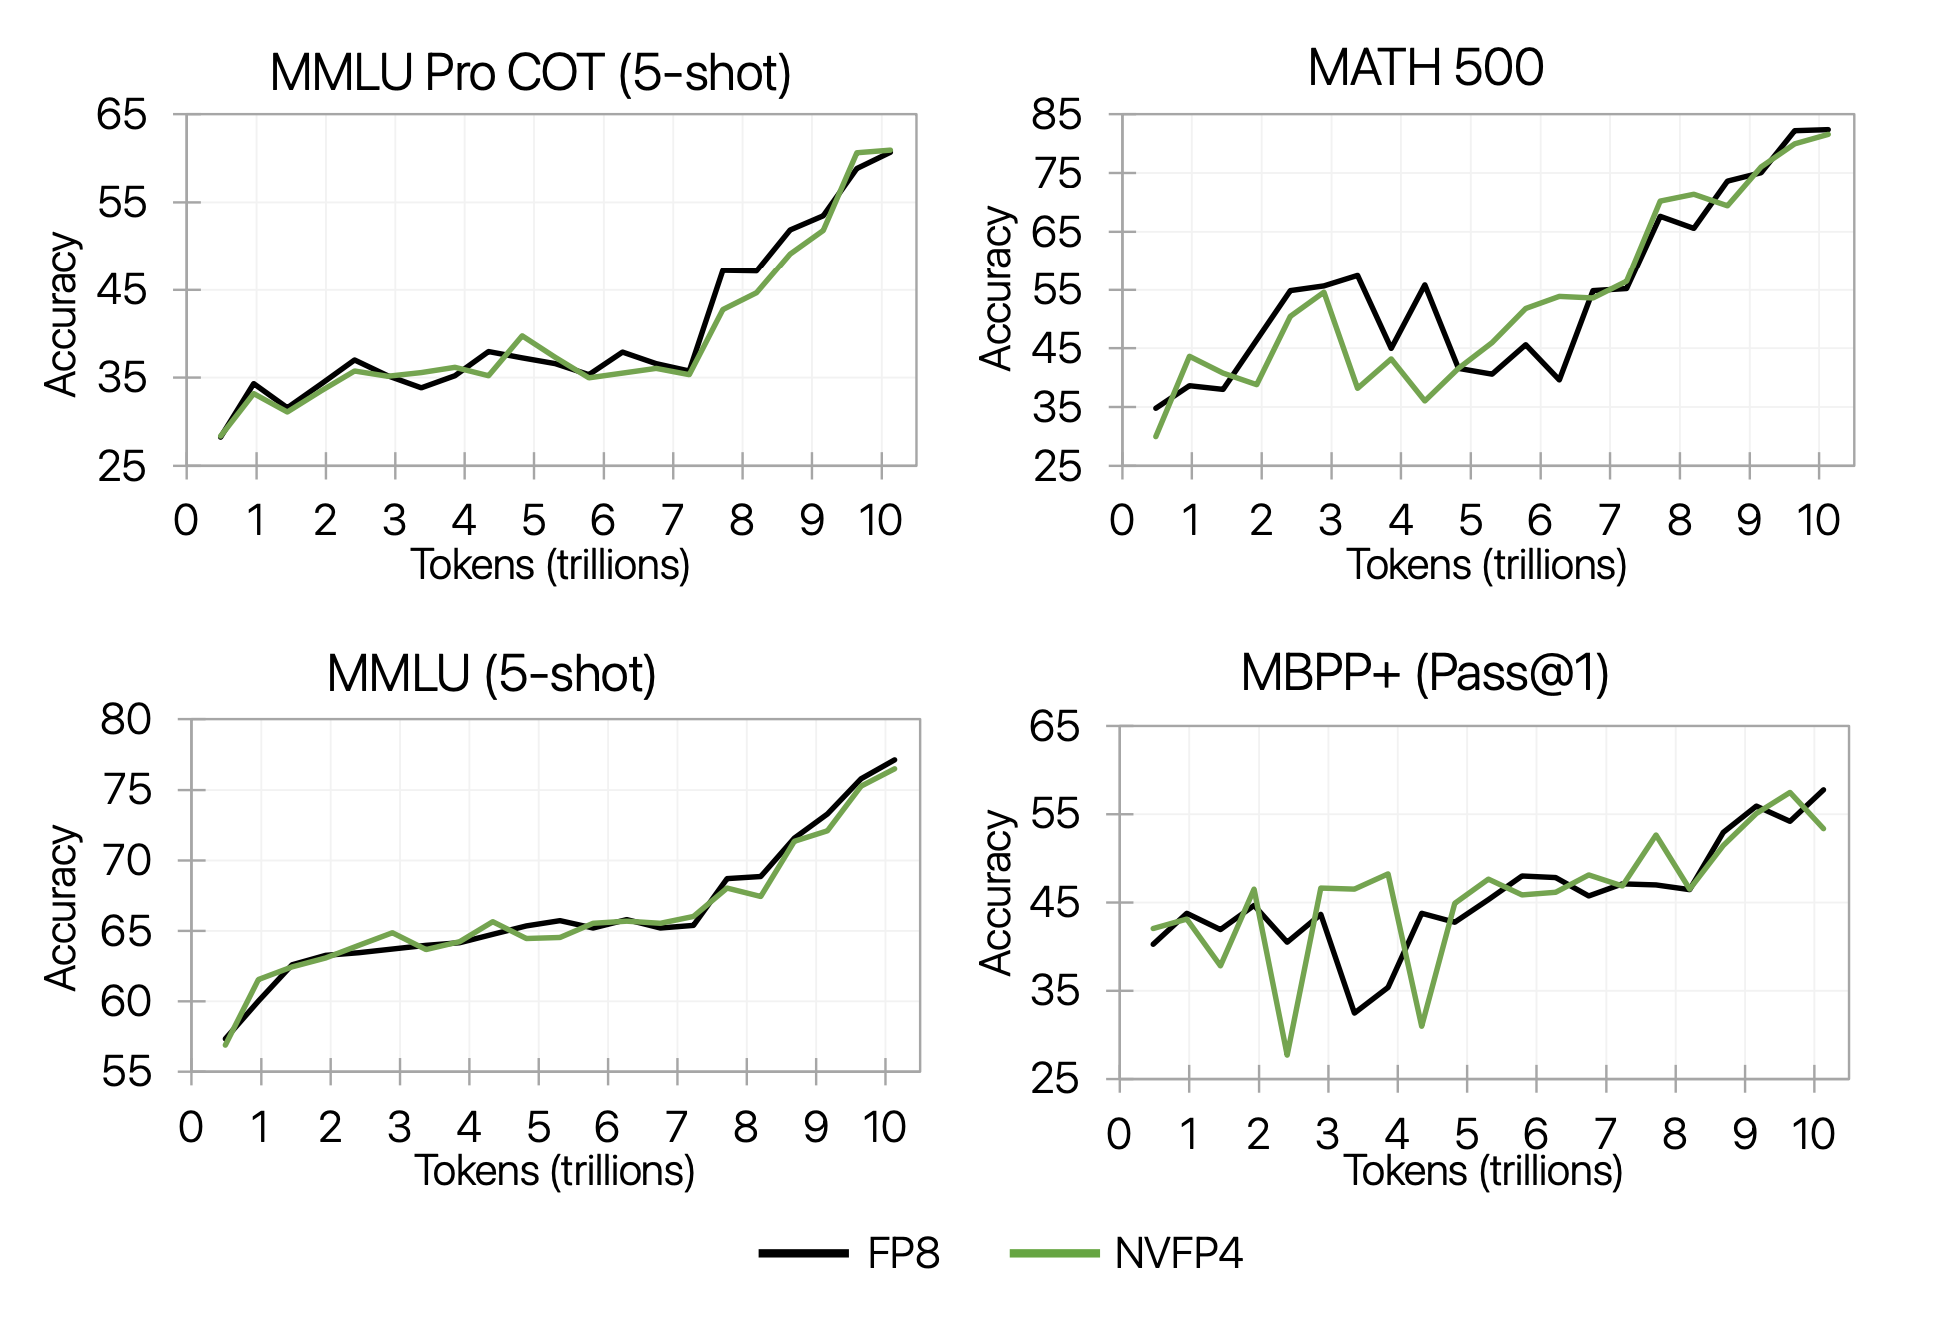 MMLU Pro COT (5-shot)
65
55
45
35
25
Accuracy
0 1 2 3 4 5 6 7 8 9 10
Tokens (trillions)
MATH 500
85
75
65
55
45
35
25
Accuracy
0 1 2 3 4 5 6 7 8 9 10
Tokens (trillions)
MMLU (5-shot)
80
75
70
65
60
55
Accuracy
0 1 2 3 4 5 6 7 8 9 10
Tokens (trillions)
MBPP+ (Pass@1)
65
55
45
35
25
Accuracy
0 1 2 3 4 5 6 7 8 9 10
Tokens (trillions)
FP8 NVFP4